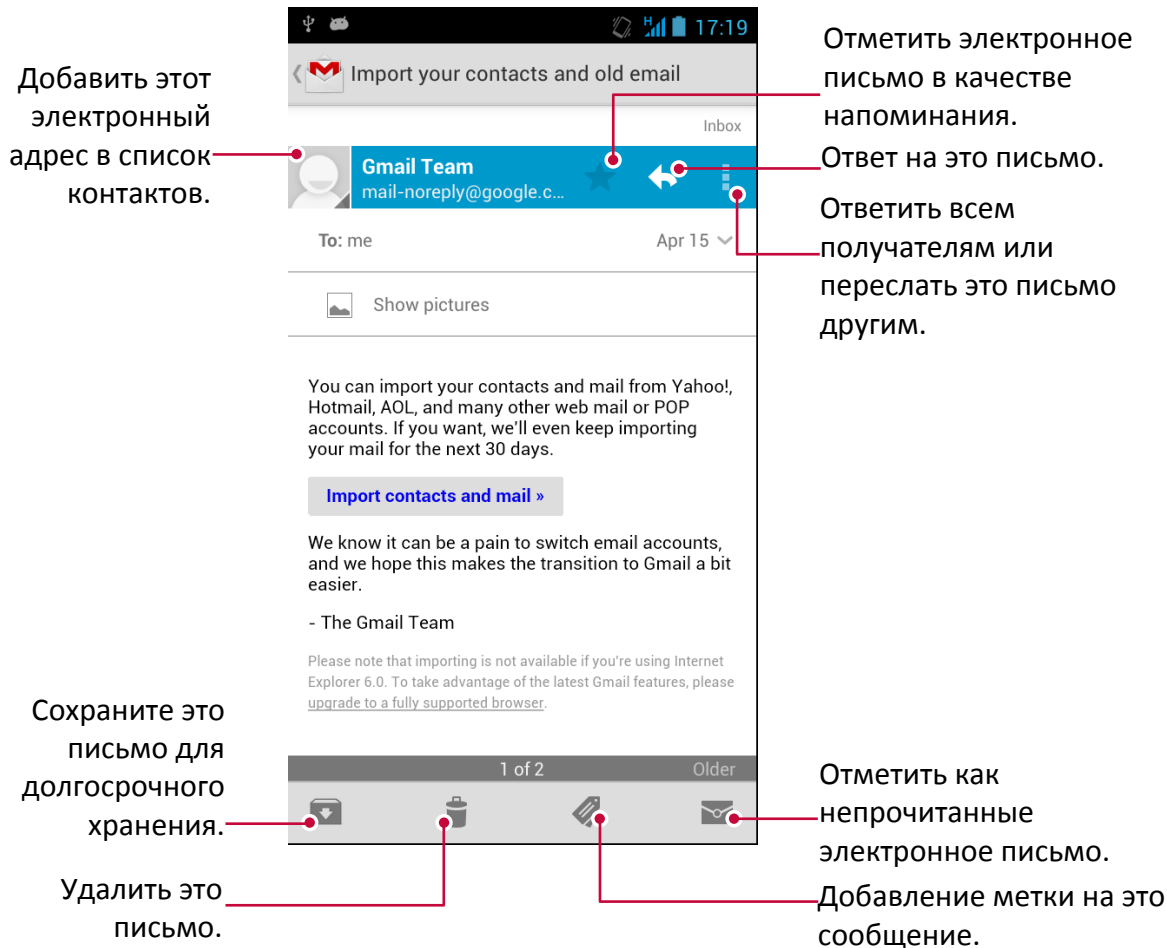 17:19
Import your contacts and old email
Inbox
Gmail Team
mail-noreply@google.c...
To: me
Apr 15
Show pictures
You can import your contacts and mail from Yahoo!,
Hotmail, AOL, and many other web mail or POP
accounts. If you want, we'll even keep importing
your mail for the next 30 days.
Import contacts and mail »
We know it can be a pain to switch email accounts,
and we hope this makes the transition to Gmail a bit
easier.
- The Gmail Team
Please note that importing is not available if you're using Internet
Explorer 6.0. To take advantage of the latest Gmail features, please
upgrade to a fully supported browser.
1 of 2
Older
Добавить этот
электронный
адрес в список
контактов.
Сохраните это
письмо для
долгосрочного
хранения.
Удалить это
письмо.
Отметить электронное
письмо в качестве
напоминания.
Ответ на это письмо.
Ответить всем
получателям или
переслать это письмо
другим.
Отметить как
непрочитанные
электронное письмо.
Добавление метки на это
сообщение.
H